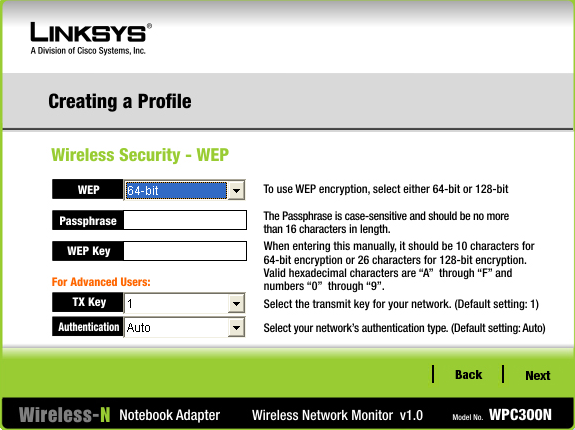 LINKSYS®
A Division of Cisco Systems, Inc.
Creating a Profile
Wireless Security - WEP
WEP
64-bit
To use WEP encryption, select either 64-bit or 128-bit
Passphrase
The Passphrase is case-sensitive and should be no more
than 16 characters in length.
WEP Key
When entering this manually, it should be 10 characters for
64-bit encryption or 26 characters for 128-bit encryption.
Valid hexadecimal characters are “A” through “F” and
numbers “0” through “9”.
For Advanced Users:
TX Key
1
Select the transmit key for your network. (Default setting: 1)
Authentication
Auto
Select your network’s authentication type. (Default setting: Auto)
Back
Next
Wireless-N Notebook Adapter Wireless Network Monitor v1.0 Model No. WPC300N